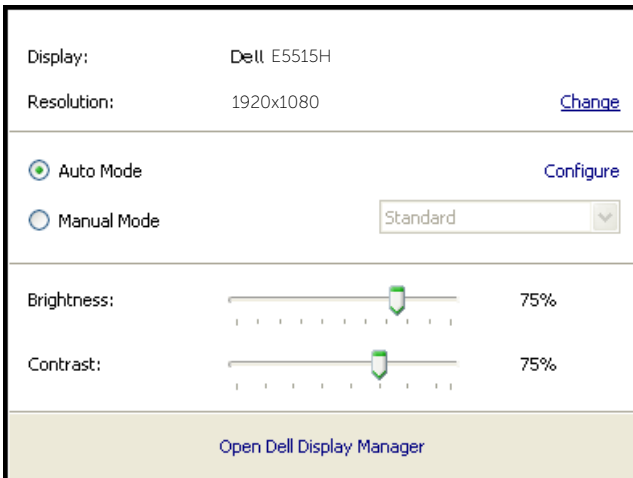 Display: Dell E5515H
Resolution: 1920x1080 Change
Auto Mode Configure
Manual Mode Standard
Brightness: 75%
Contrast: 75%
Open Dell Display Manager